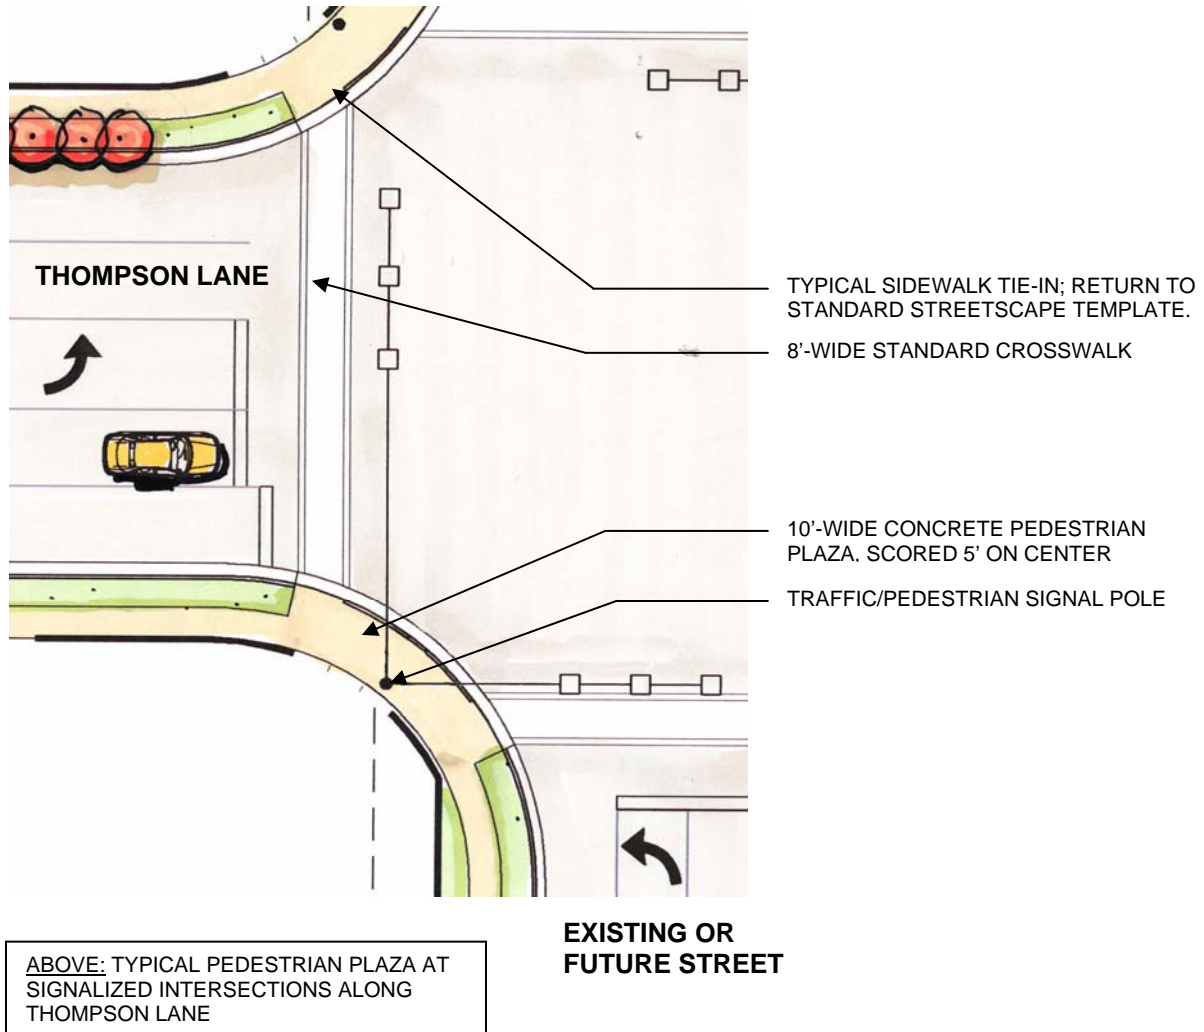 THOMPSON LANE
TYPICAL SIDEWALK TIE-IN; RETURN TO
STANDARD STREETSCAPE TEMPLATE.
8'-WIDE STANDARD CROSSWALK
10'-WIDE CONCRETE PEDESTRIAN
PLAZA, SCORED 5' ON CENTER
TRAFFIC/PEDESTRIAN SIGNAL POLE
EXISTING OR
FUTURE STREET
ABOVE: TYPICAL PEDESTRIAN PLAZA AT
SIGNALIZED INTERSECTIONS ALONG
THOMPSON LANE